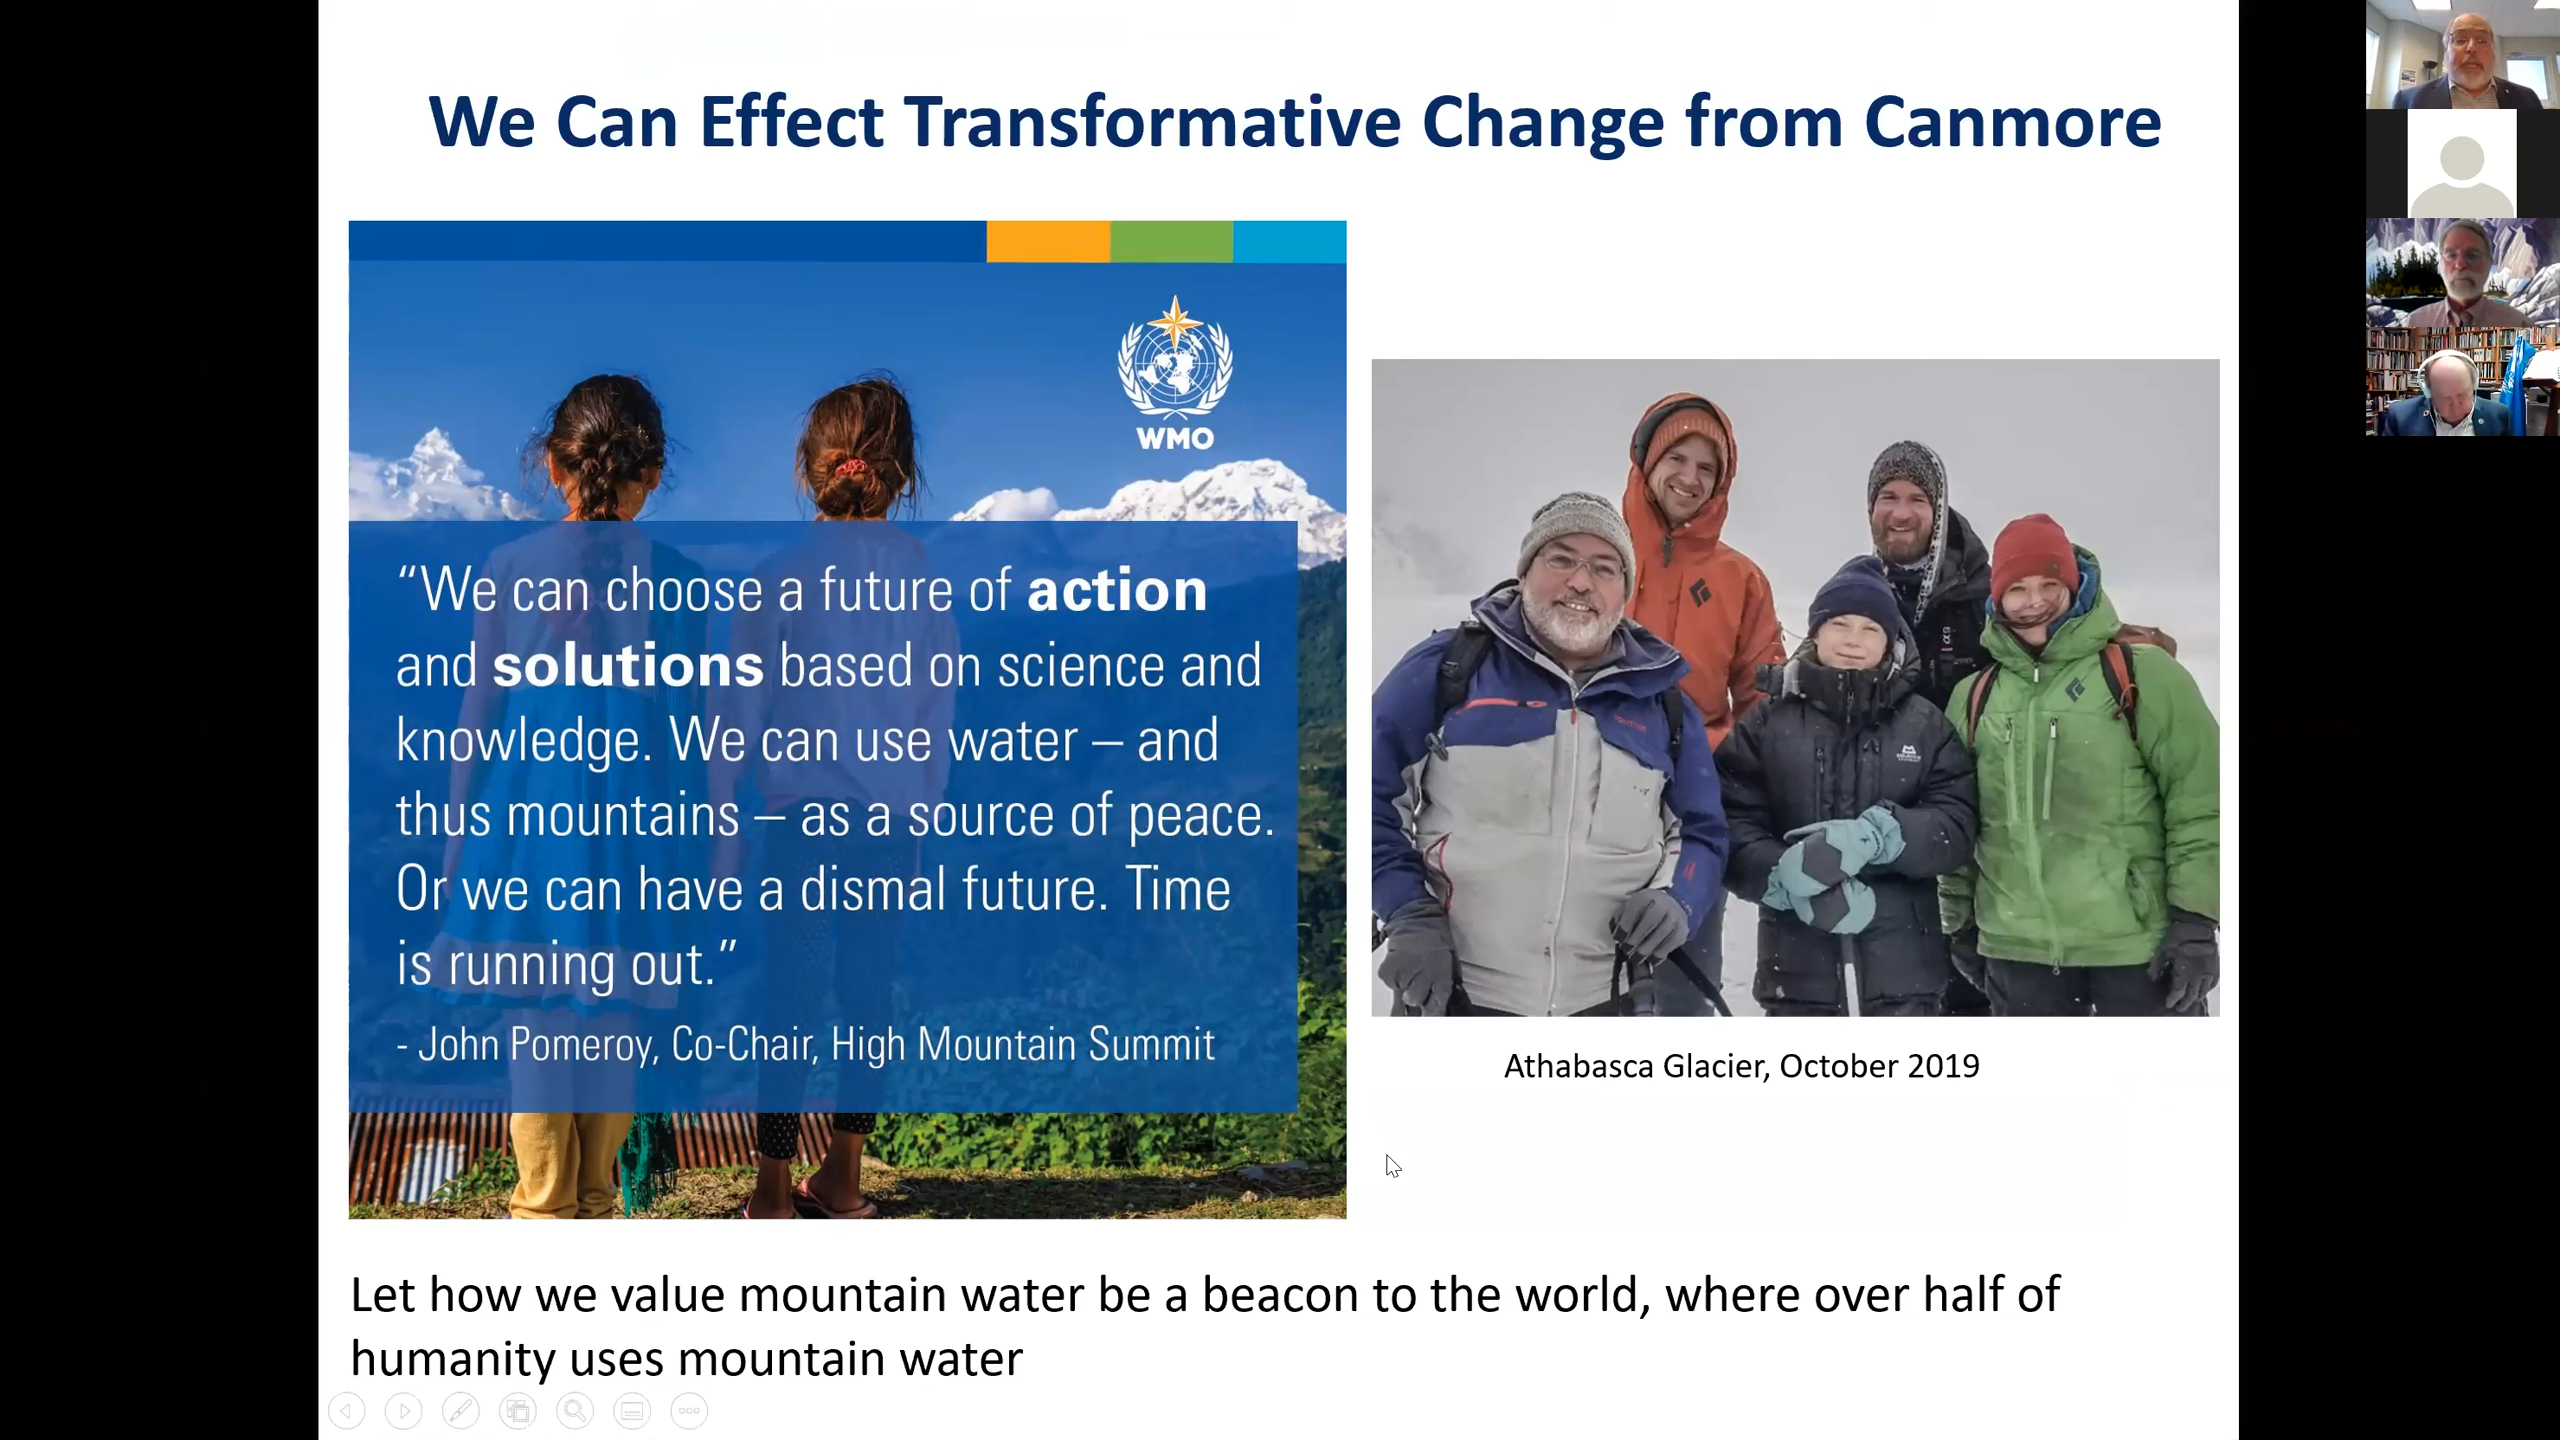 We Can Effect Transformative Change from Canmore
WMO
“We can choose a future of action
and solutions based on science and
knowledge. We can use water – and
thus mountains – as a source of peace.
Or we can have a dismal future. Time
is running out.”
- John Pomeroy, Co-Chair, High Mountain Summit
Athabasca Glacier, October 2019
Let how we value mountain water be a beacon to the world, where over half of
humanity uses mountain water